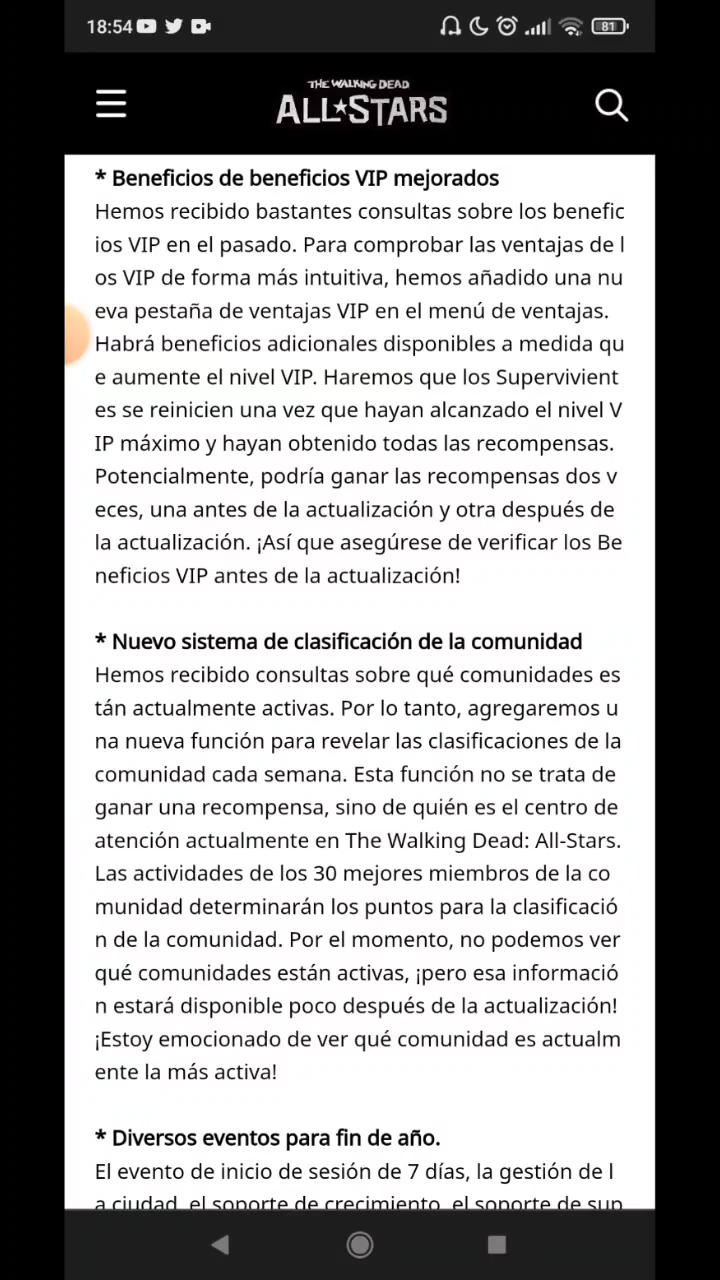 18:54
81
THE WALKING DEAD
ALL★STARS
* Beneficios de beneficios VIP mejorados
Hemos recibido bastantes consultas sobre los benefic
ios VIP en el pasado. Para comprobar las ventajas de l
os VIP de forma más intuitiva, hemos añadido una nu
eva pestaña de ventajas VIP en el menú de ventajas.
Habrá beneficios adicionales disponibles a medida qu
e aumente el nivel VIP. Haremos que los Supervivient
es se reinicien una vez que hayan alcanzado el nivel V
IP máximo y hayan obtenido todas las recompensas.
Potencialmente, podría ganar las recompensas dos v
eces, una antes de la actualización y otra después de
la actualización. ¡Así que asegúrese de verificar los Be
neficios VIP antes de la actualización!
* Nuevo sistema de clasificación de la comunidad
Hemos recibido consultas sobre qué comunidades es
tán actualmente activas. Por lo tanto, agregaremos u
na nueva función para revelar las clasificaciones de la
comunidad cada semana. Esta función no se trata de
ganar una recompensa, sino de quién es el centro de
atención actualmente en The Walking Dead: All-Stars.
Las actividades de los 30 mejores miembros de la co
munidad determinarán los puntos para la clasificació
n de la comunidad. Por el momento, no podemos ver
qué comunidades están activas, ¡pero esa informació
n estará disponible poco después de la actualización!
¡Estoy emocionado de ver qué comunidad es actualm
ente la más activa!
* Diversos eventos para fin de año.
El evento de inicio de sesión de 7 días, la gestión de l
a ciudad, el soporte de crecimiento, el soporte de sup